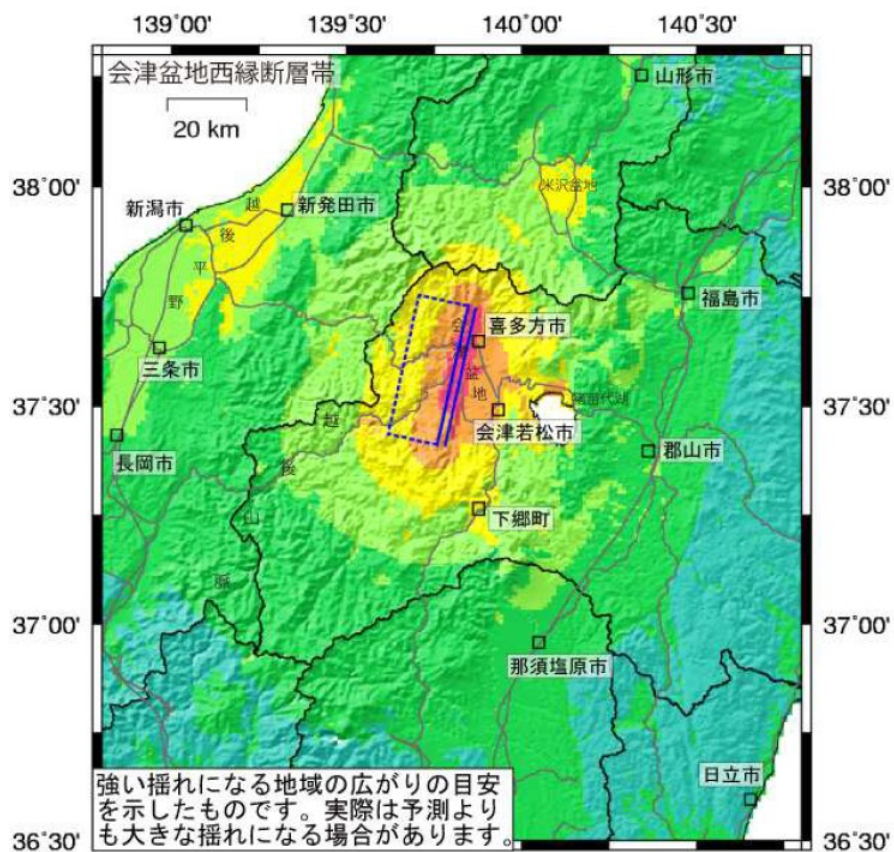 139°00' 139°30' 140°00' 140°30'
会津盆地西縁断層帯
20 km
山形市
38°00' 38°00'
米沢盆地
新潟市
新発田市
越
後
平
野
福島市
喜多方市
会
盆
地
三条市
37°30' 37°30'
猪苗代湖
会津若松市
長岡市
郡山市
越
後
山
脈
下郷町
37°00' 37°00'
那須塩原市
日立市
強い揺れになる地域の広がりの目安
を示したものです。実際は予測より
も大きな揺れになる場合があります。
36°30' 36°30'